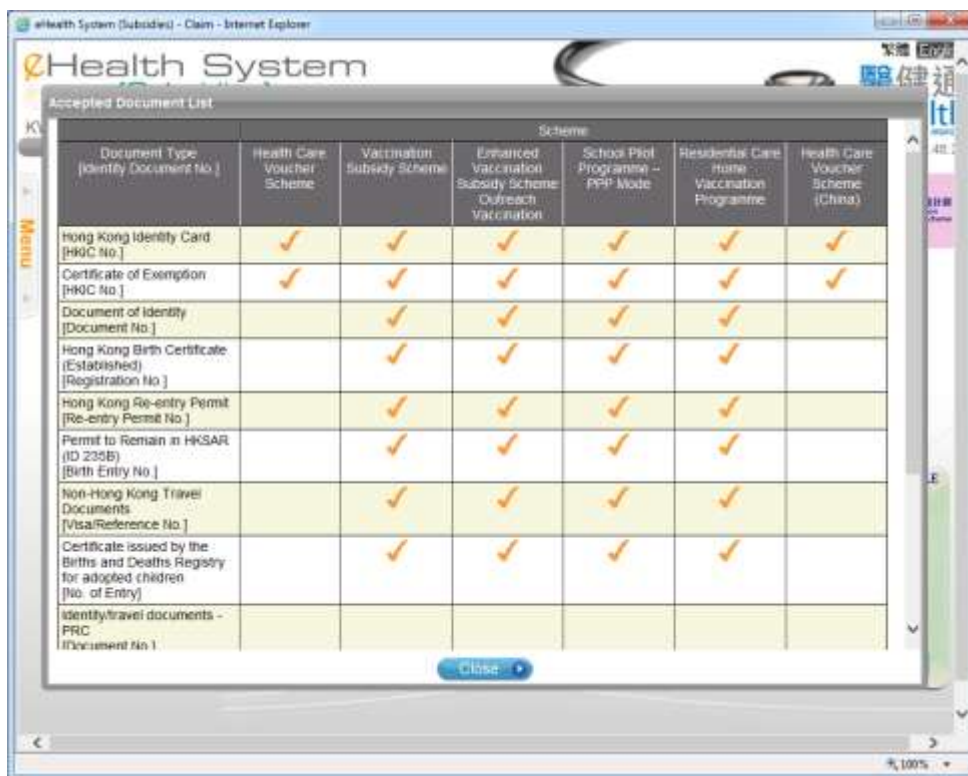 eHealth System (Subsidies) - Claim - Internet Explorer
eHealth System
繁體
醫健通
Accepted Document List
Scheme
Document Type
[Identity Document No.]
Health Care
Voucher
Scheme
Vaccination
Subsidy Scheme
Enhanced
Vaccination
Subsidy Scheme
Outreach
Vaccination
School Pilot
Programme –
PPP Mode
Residential Care
Home
Vaccination
Programme
Health Care
Voucher
Scheme
(China)
Menu
Hong Kong Identity Card
[HKIC No.]
Certificate of Exemption
[HKIC No.]
Document of Identity
[Document No.]
Hong Kong Birth Certificate
(Established)
[Registration No.]
Hong Kong Re-entry Permit
[Re-entry Permit No.]
Permit to Remain in HKSAR
(ID 235B)
[Birth Entry No.]
Non-Hong Kong Travel
Documents
[Visa/Reference No.]
Certificate issued by the
Births and Deaths Registry
for adopted children
[No. of Entry]
Identity/travel documents -
PRC
[Document No.]
Close
100%